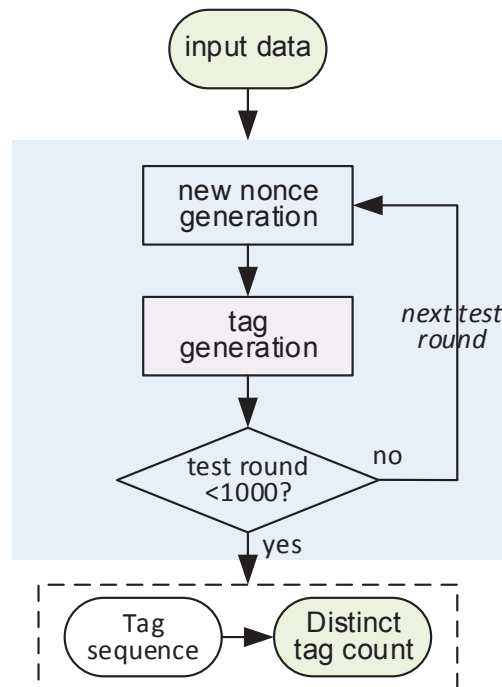 input data
new nonce
generation
tag
generation
next test
round
test round
<1000?
no
yes
Tag
sequence
Distinct
tag count